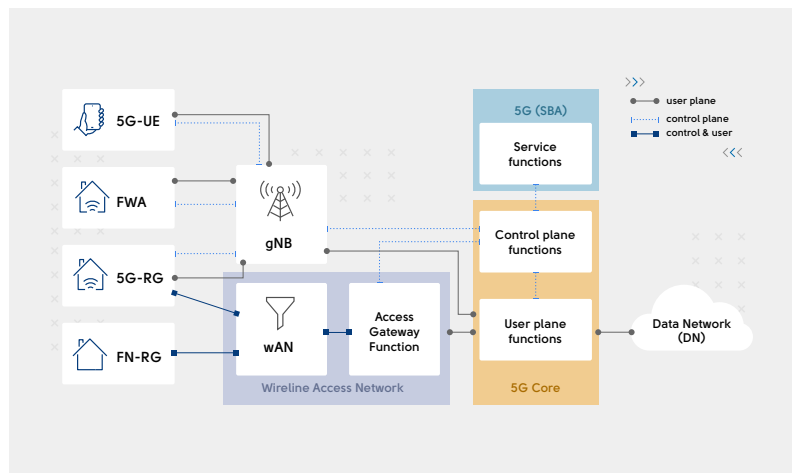 5G-UE
FWA
5G-RG
FN-RG
gNB
wAN
Access
Gateway
Function
Wireline Access Network
5G (SBA)
Service
functions
Control plane
functions
User plane
functions
5G Core
user plane
control plane
control & user
Data Network
(DN)